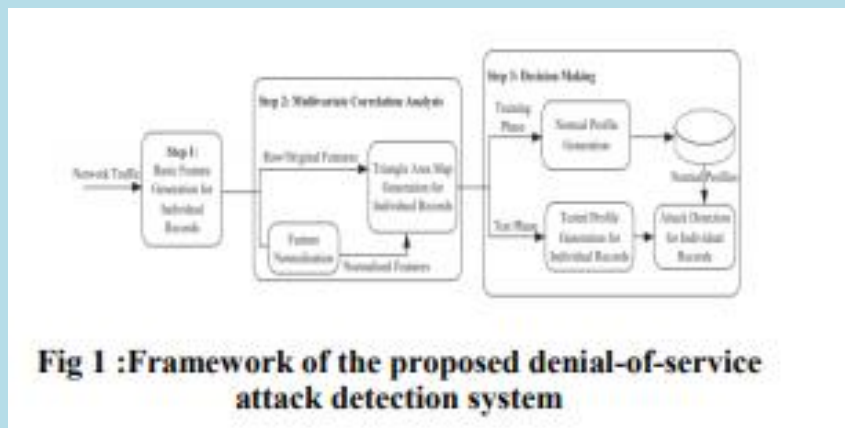 Step 3: Decision Making
Step 2: Multivariate Correlation Analysis
Training
Phase
Normal Profile
Generation
Step 1:
Basic Feature
Generation for
Individual
Records
Network Traffic
Raw/Original Features
Triangle Area Map
Generation for
Individual Records
Normal Profiles
Feature
Normalization
Normalized Features
Test Phase
Tested Profile
Generation for
Individual Records
Attack Detection
for Individual
Records
Fig 1 :Framework of the proposed denial-of-service
attack detection system